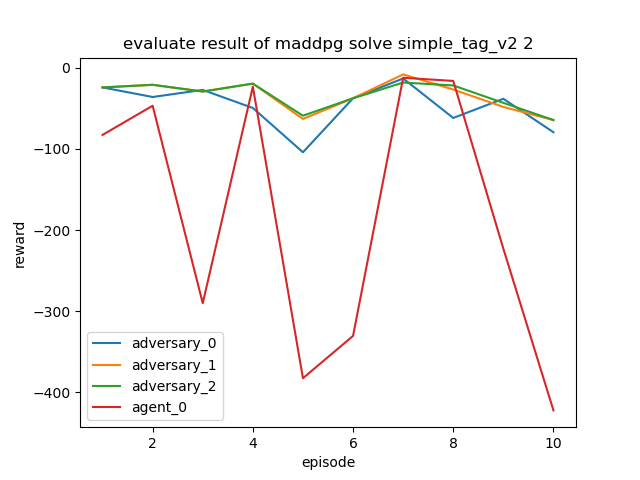 evaluate result of maddpg solve simple_tag_v2 2
0
−100
−200
−300
−400
reward
adversary_0
adversary_1
adversary_2
agent_0
2 4 6 8 10
episode